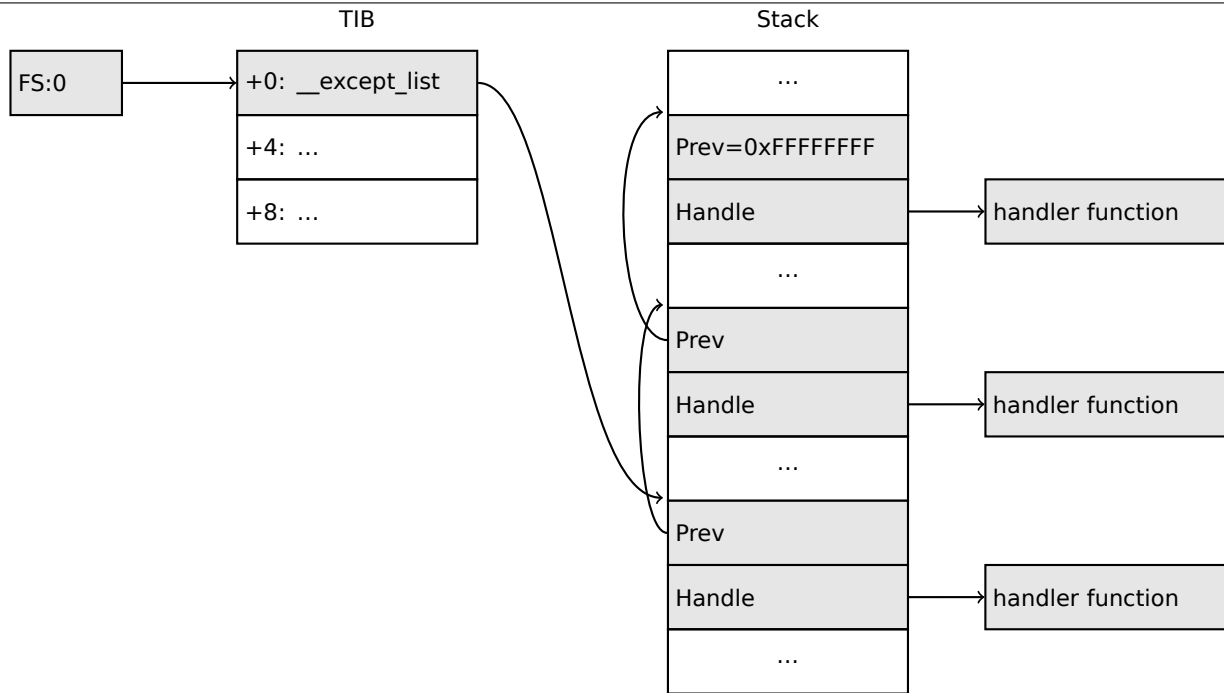 TIB
Stack
FS:0
+0: __except_list
...
+4: ...
Prev=0xFFFFFFFF
+8: ...
Handle
handler function
...
Prev
Handle
handler function
...
Prev
Handle
handler function
...